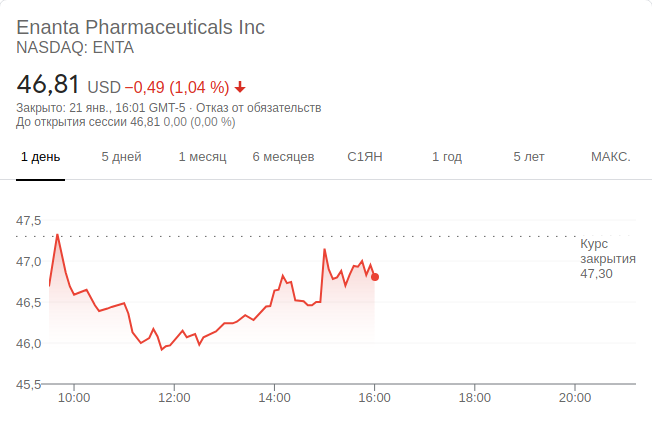 Enanta Pharmaceuticals Inc
NASDAQ: ENTA
46,81 USD −0,49 (1,04 %)
Закрыто: 21 янв., 16:01 GMT-5 · Отказ от обязательств
До открытия сессии 46,81 0,00 (0,00 %)
1 день 5 дней 1 месяц 6 месяцев С1ЯН 1 год 5 лет МАКС.
47,5
Курс
закрытия
47,30
47,0
46,5
46,0
45,5
10:00 12:00 14:00 16:00 18:00 20:00